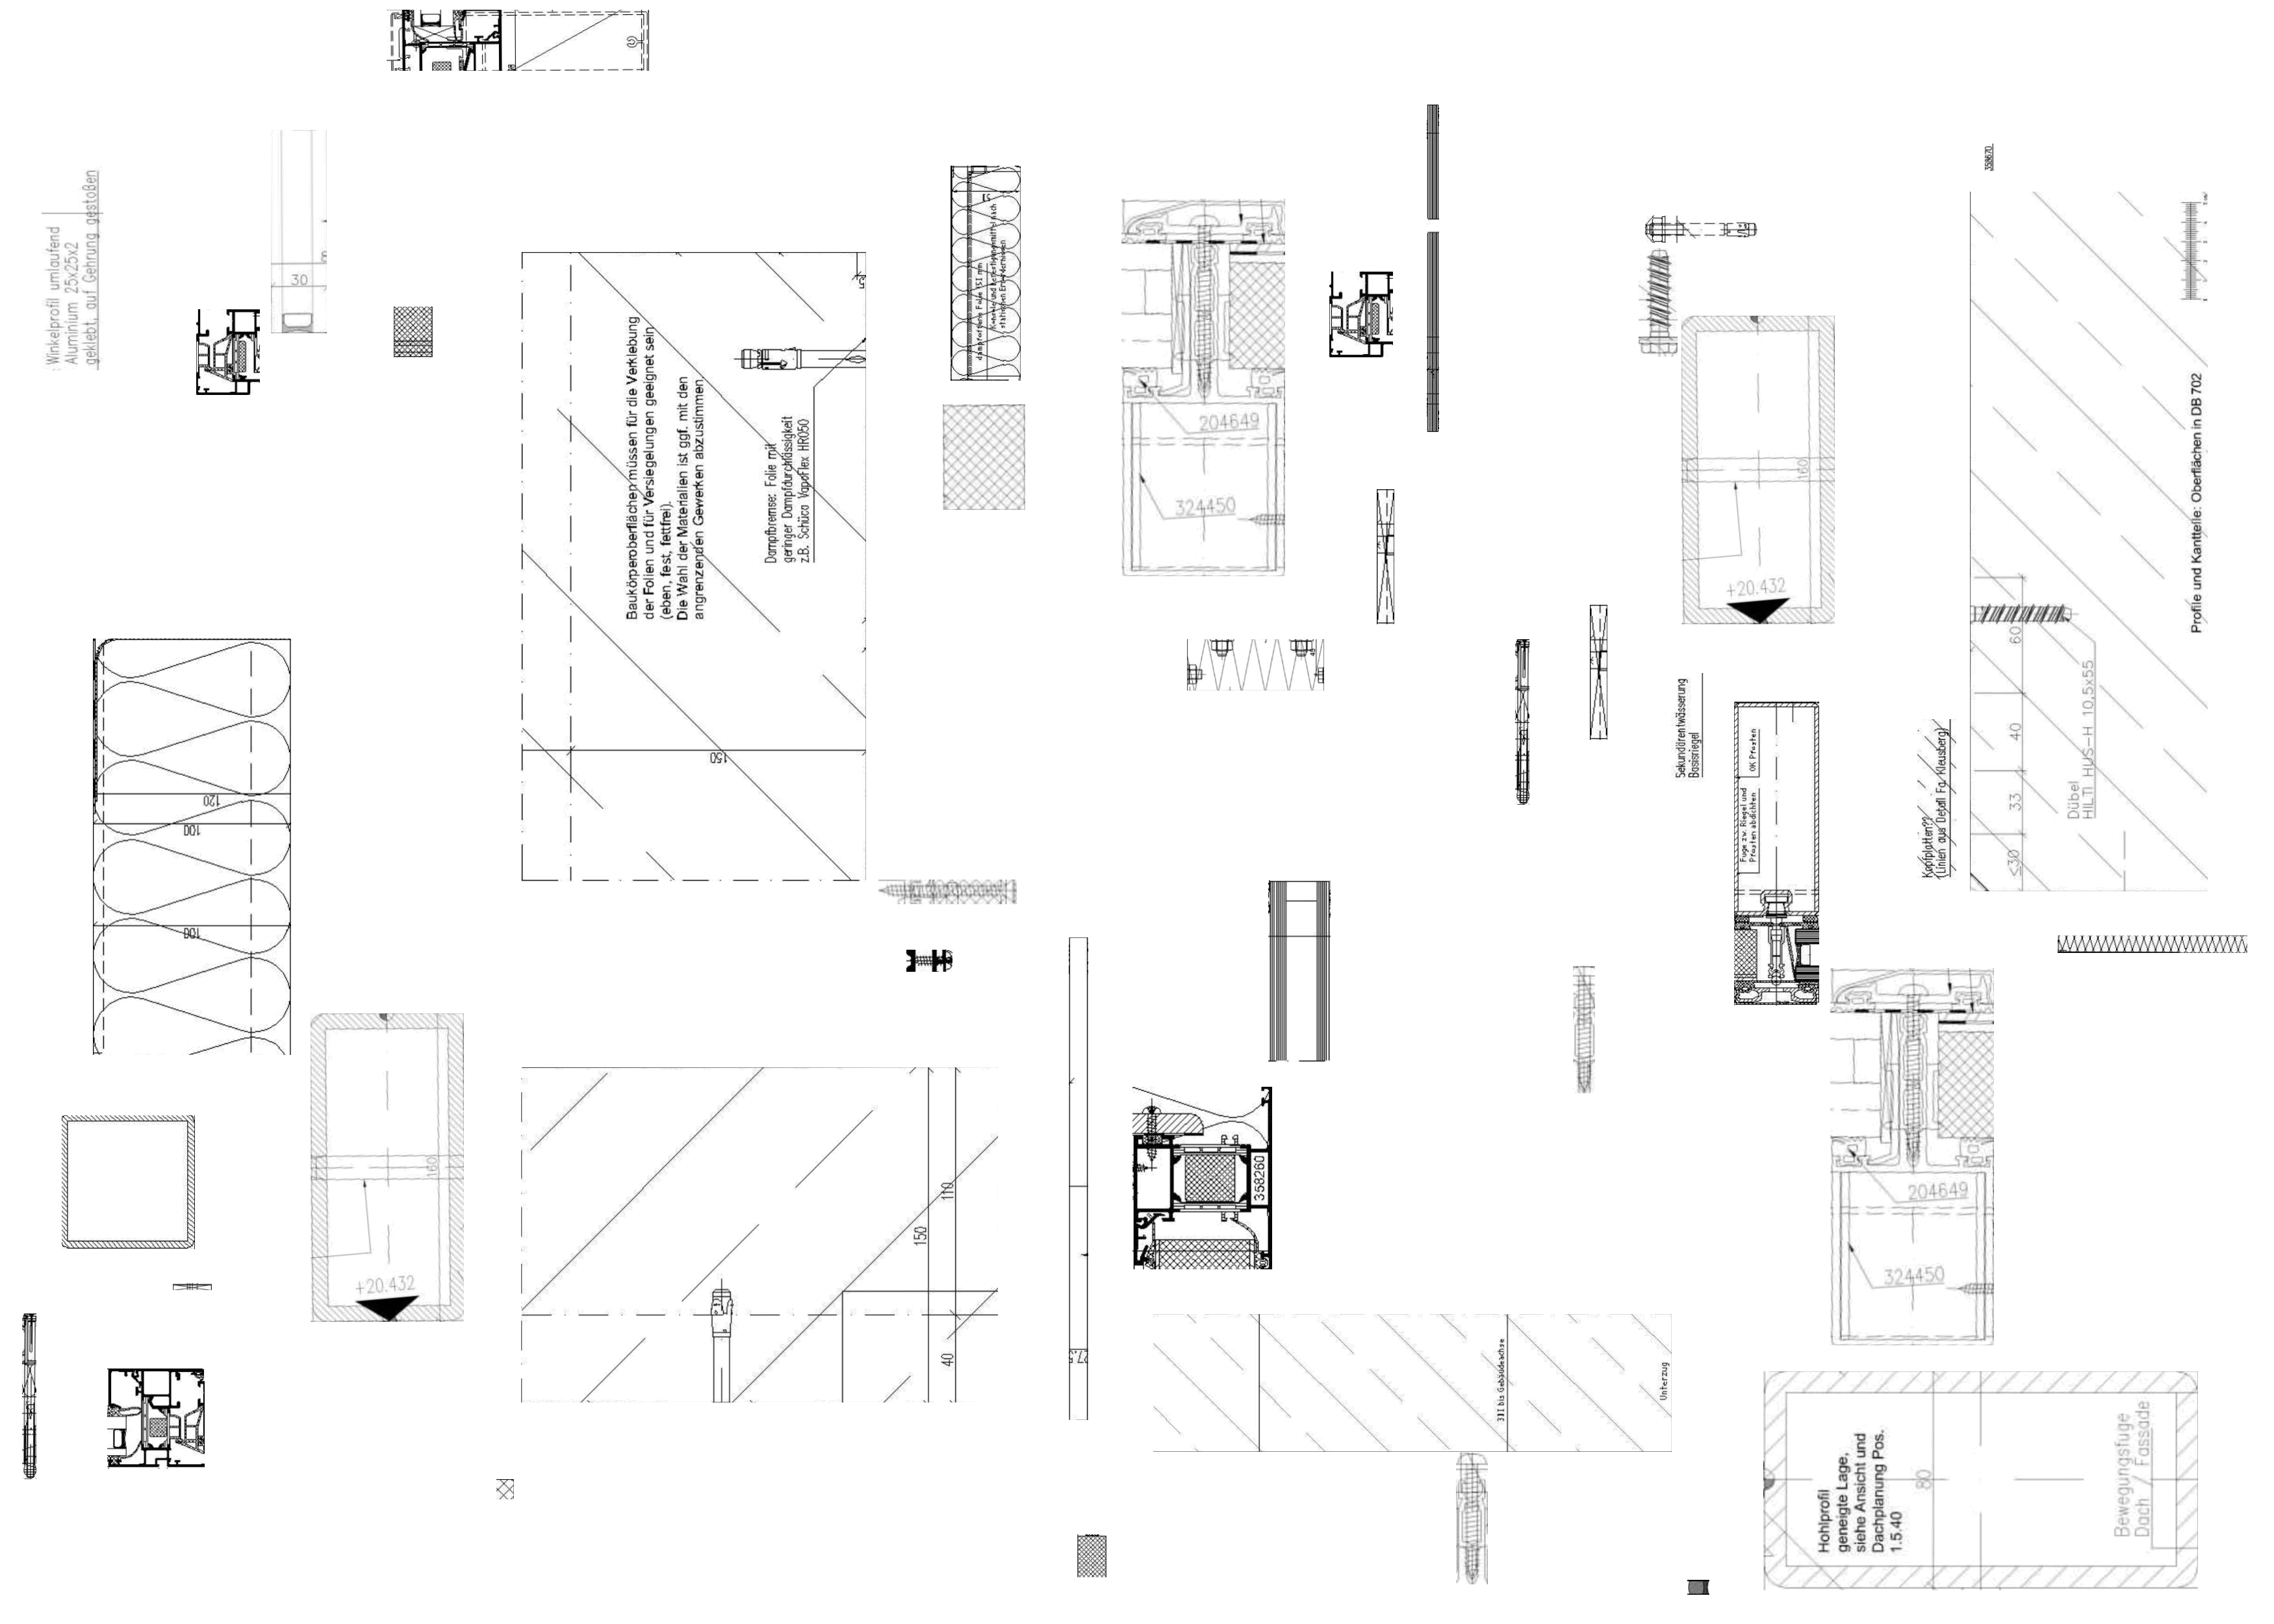 358670
Winkelprofil umlaufend
Aluminium 25x25x2
geklebt, auf Gehrung gestoßen
30
Baukörperoberflächen müssen für die Verklebung
der Folien und für Versiegelungen geeignet sein.
(eben, fest, fettfrei).
Die Wahl der Materialien ist ggf. mit den
angrenzenden Gewerken abzustimmen.
Dampfbremse: Folie mit
geringer Dampfdurchlässigkeit
z.B. Schüco Vapoflex HR050
150
204649
324450
160
+20.432
Profile und Kantteile: Oberflächen in DB 702
60
40
33
≤30
Dübel
HILTI HUS-H 10,5x55
Sekundärentwässerung
Basisriegel
Fuge zw. Riegel und
Pfosten abdichten
OK Pfosten
Kopfplatten??
(Linien aus Detail Fa. Kleusberg)
120
100
100
160
+20.432
110
150
40
358260
204649
324450
331 bis Gebäudeachse
Unterzug
Hohlprofil
geneigte Lage,
siehe Ansicht und
Dachplanung Pos.
1.5.40
80
Bewegungsfuge
Dach / Fassade